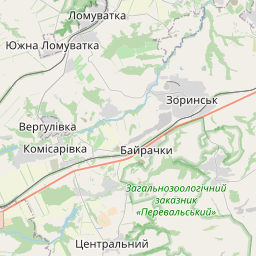 Ломуватка
Южна Ломуватка
Зоринськ
Вергулівка
Комісарівка
Байрачки
Загальнозоологічний
заказник
«Перевальський»
Центральний